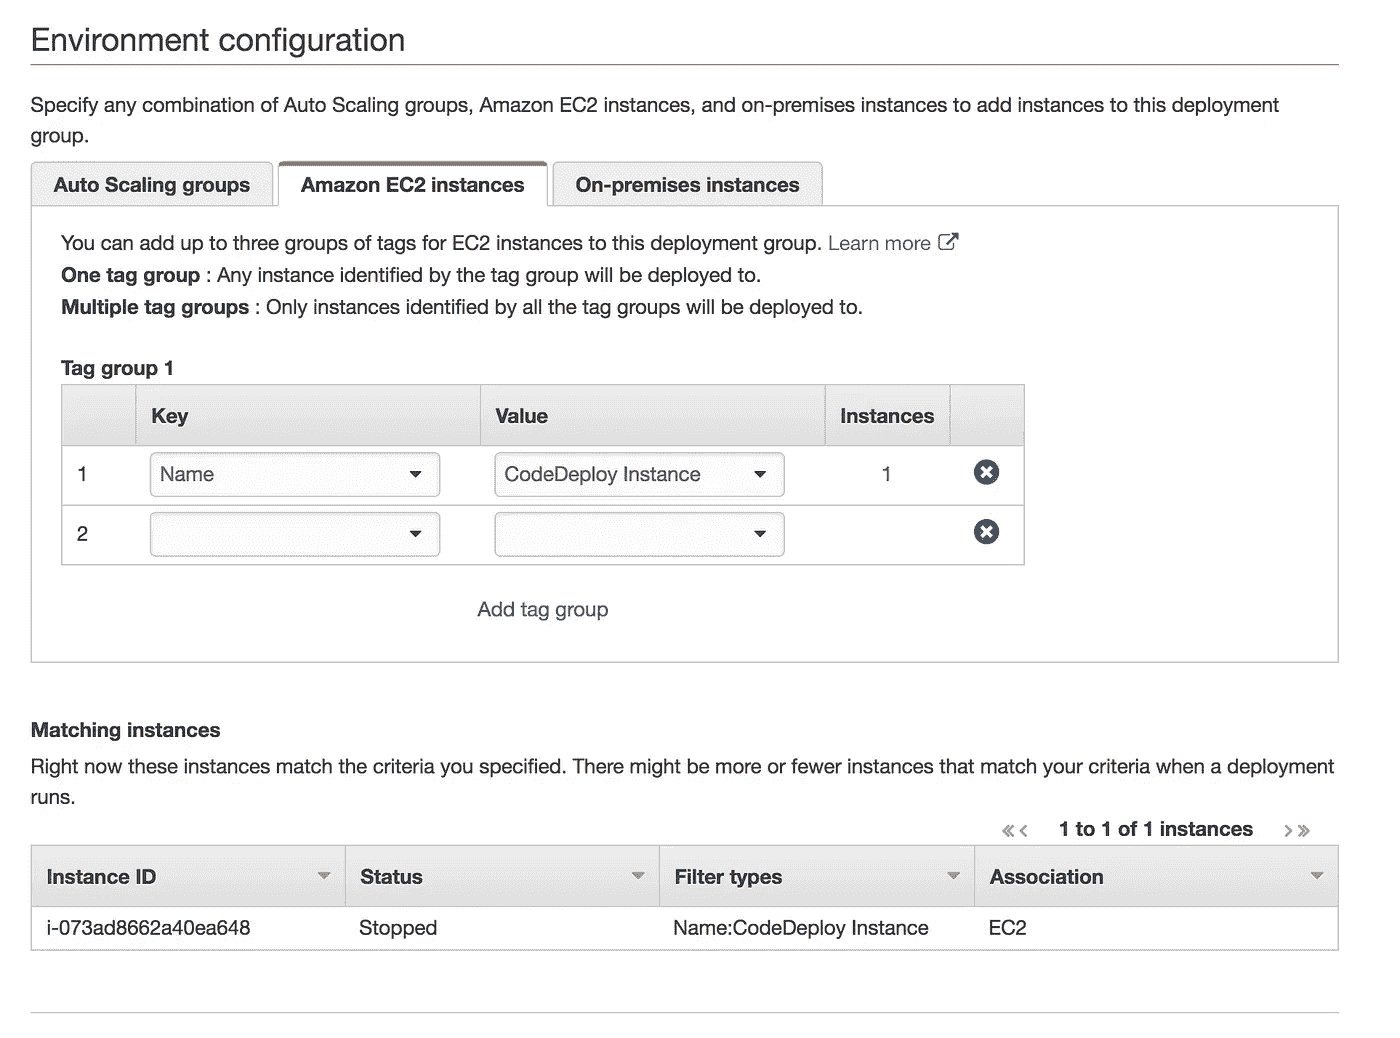 Environment configuration
Specify any combination of Auto Scaling groups, Amazon EC2 instances, and on-premises instances to add instances to this deployment
group.
Auto Scaling groups Amazon EC2 instances On-premises instances
You can add up to three groups of tags for EC2 instances to this deployment group. Learn more
One tag group : Any instance identified by the tag group will be deployed to.
Multiple tag groups : Only instances identified by all the tag groups will be deployed to.
Tag group 1
Key Value Instances
1 Name CodeDeploy Instance 1
2
Add tag group
Matching instances
Right now these instances match the criteria you specified. There might be more or fewer instances that match your criteria when a deployment
runs.
1 to 1 of 1 instances
Instance ID Status Filter types Association
i-073ad8662a40ea648 Stopped Name:CodeDeploy Instance EC2